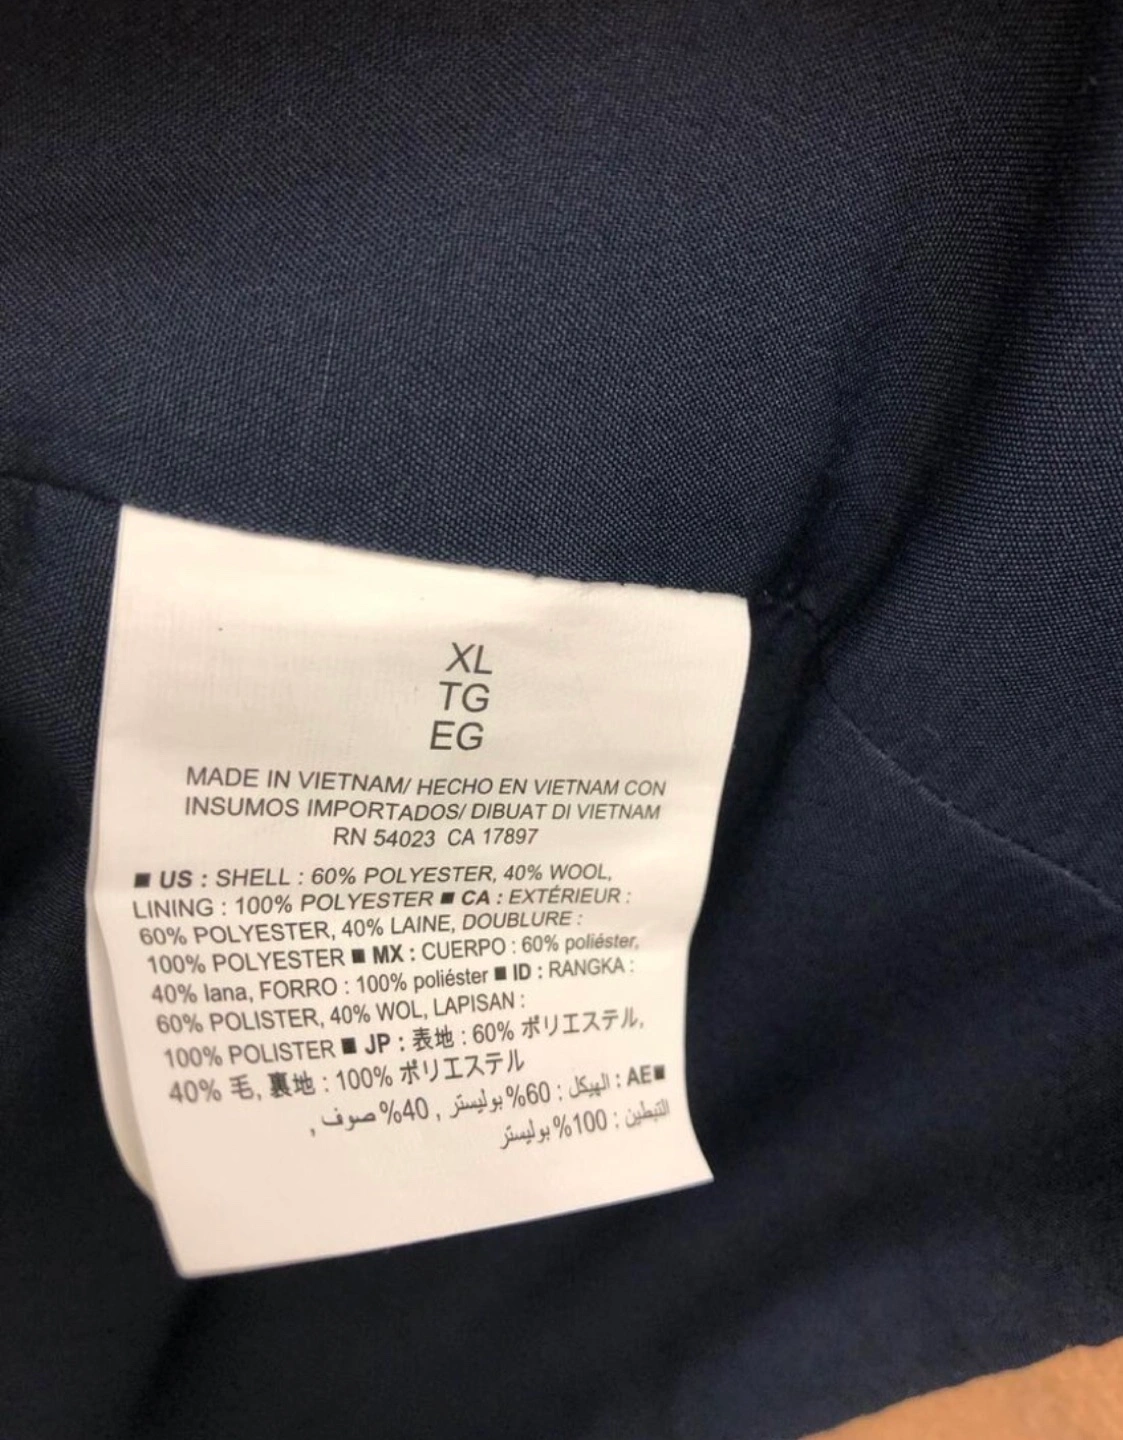 XL
TG
EG
MADE IN VIETNAM/ HECHO EN VIETNAM CON
INSUMOS IMPORTADOS/ DIBUAT DI VIETNAM
RN 54023 CA 17897
■ US : SHELL : 60% POLYESTER, 40% WOOL,
LINING : 100% POLYESTER ■ CA : EXTÉRIEUR :
60% POLYESTER, 40% LAINE, DOUBLURE :
100% POLYESTER ■ MX : CUERPO : 60% poliéster,
40% lana, FORRO : 100% poliéster ■ ID : RANGKA :
60% POLISTER, 40% WOL, LAPISAN :
100% POLISTER ■ JP : 表地 : 60% ポリエステル,
40% 毛, 裏地 : 100% ポリエステル
■AE : الهيكل : 60% بوليستر , 40% صوف ,
التبطين : 100% بوليستر